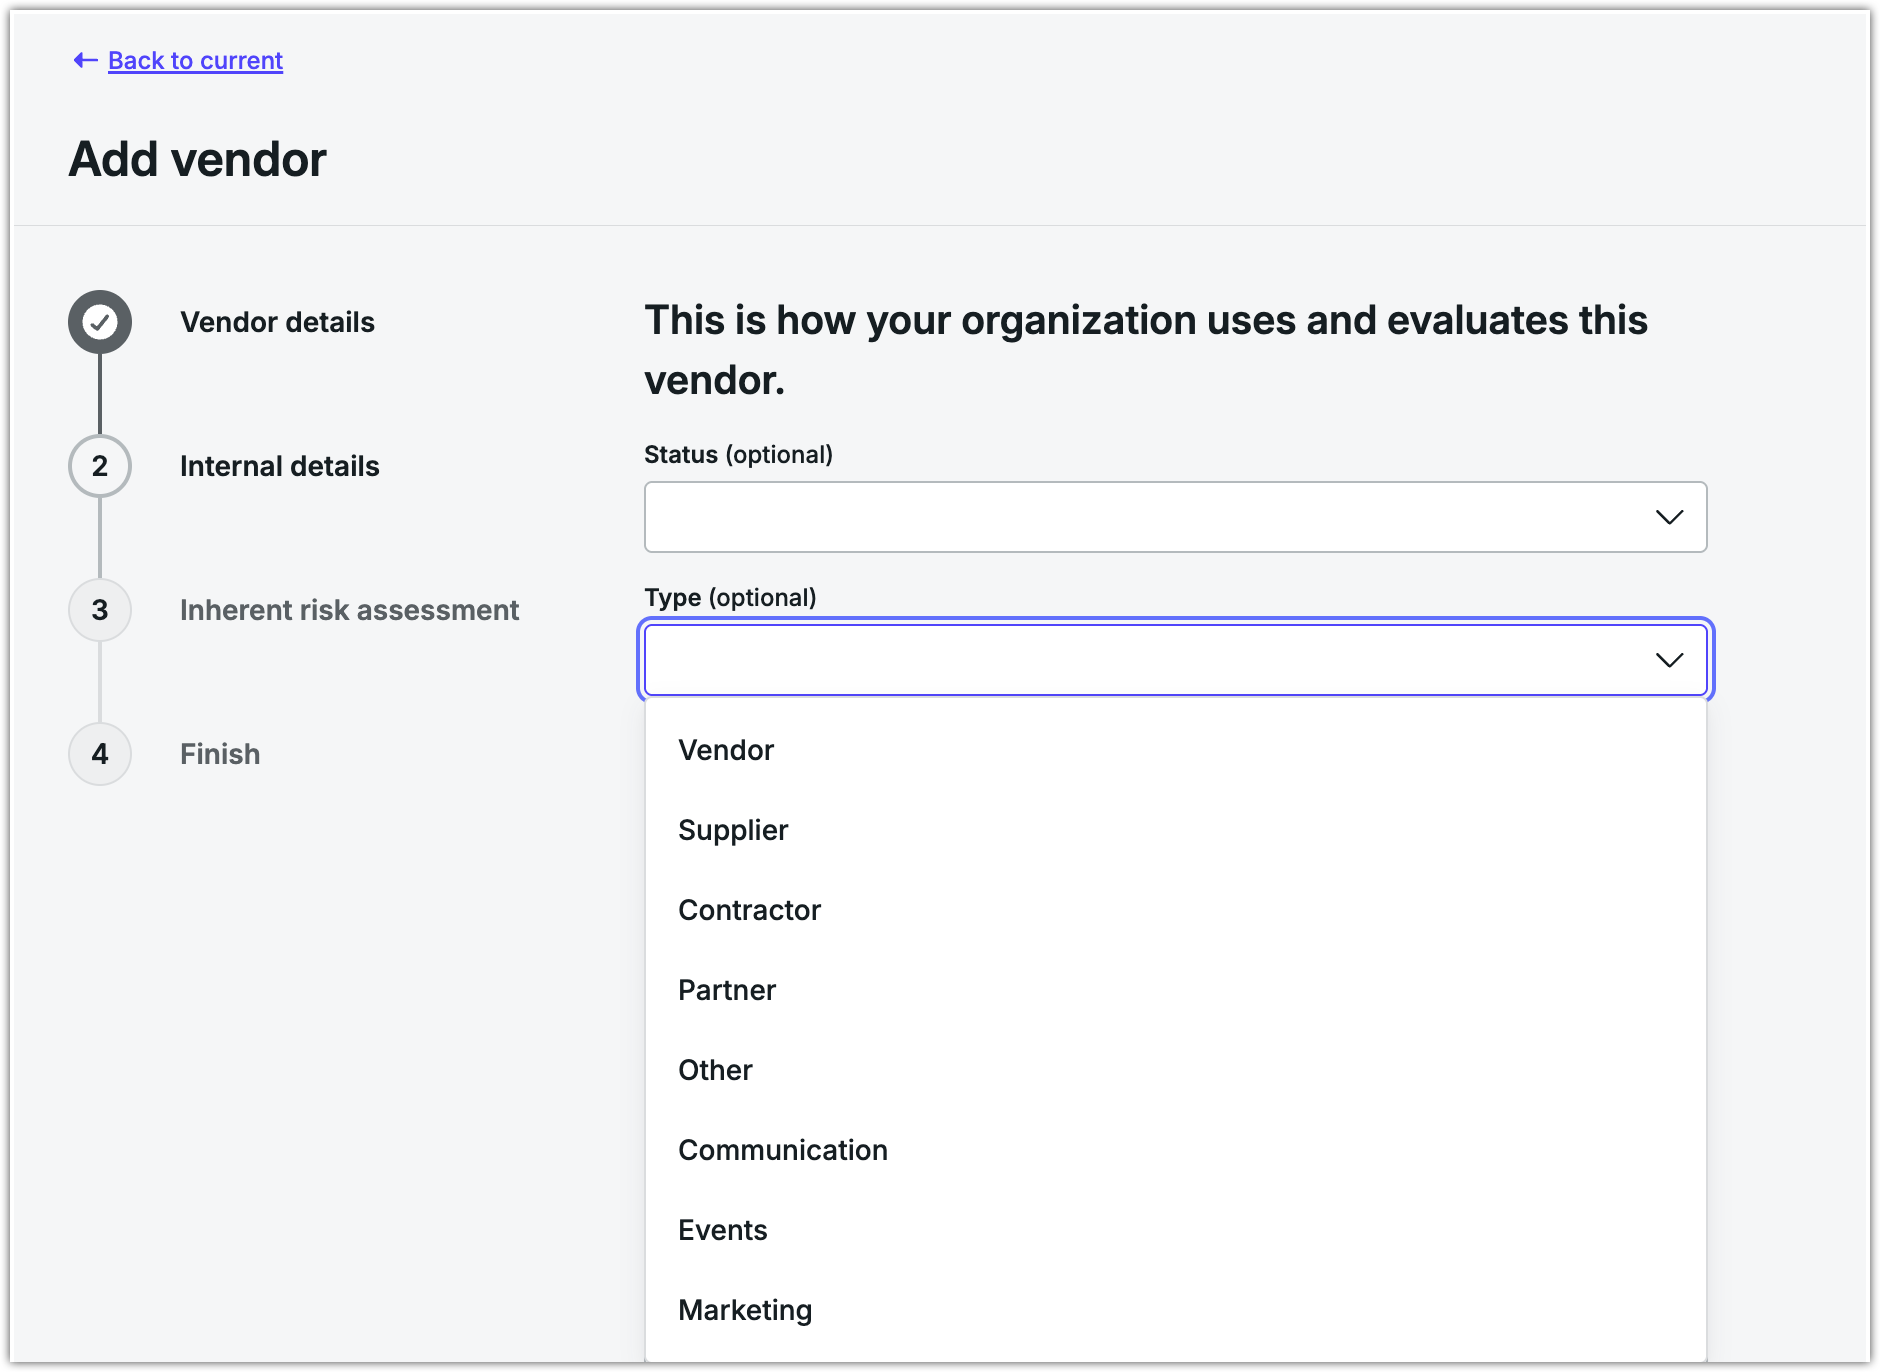 Back to current
Add vendor
Vendor details
2 Internal details
3 Inherent risk assessment
4 Finish
This is how your organization uses and evaluates this
vendor.
Status (optional)
Type (optional)
Vendor
Supplier
Contractor
Partner
Other
Communication
Events
Marketing